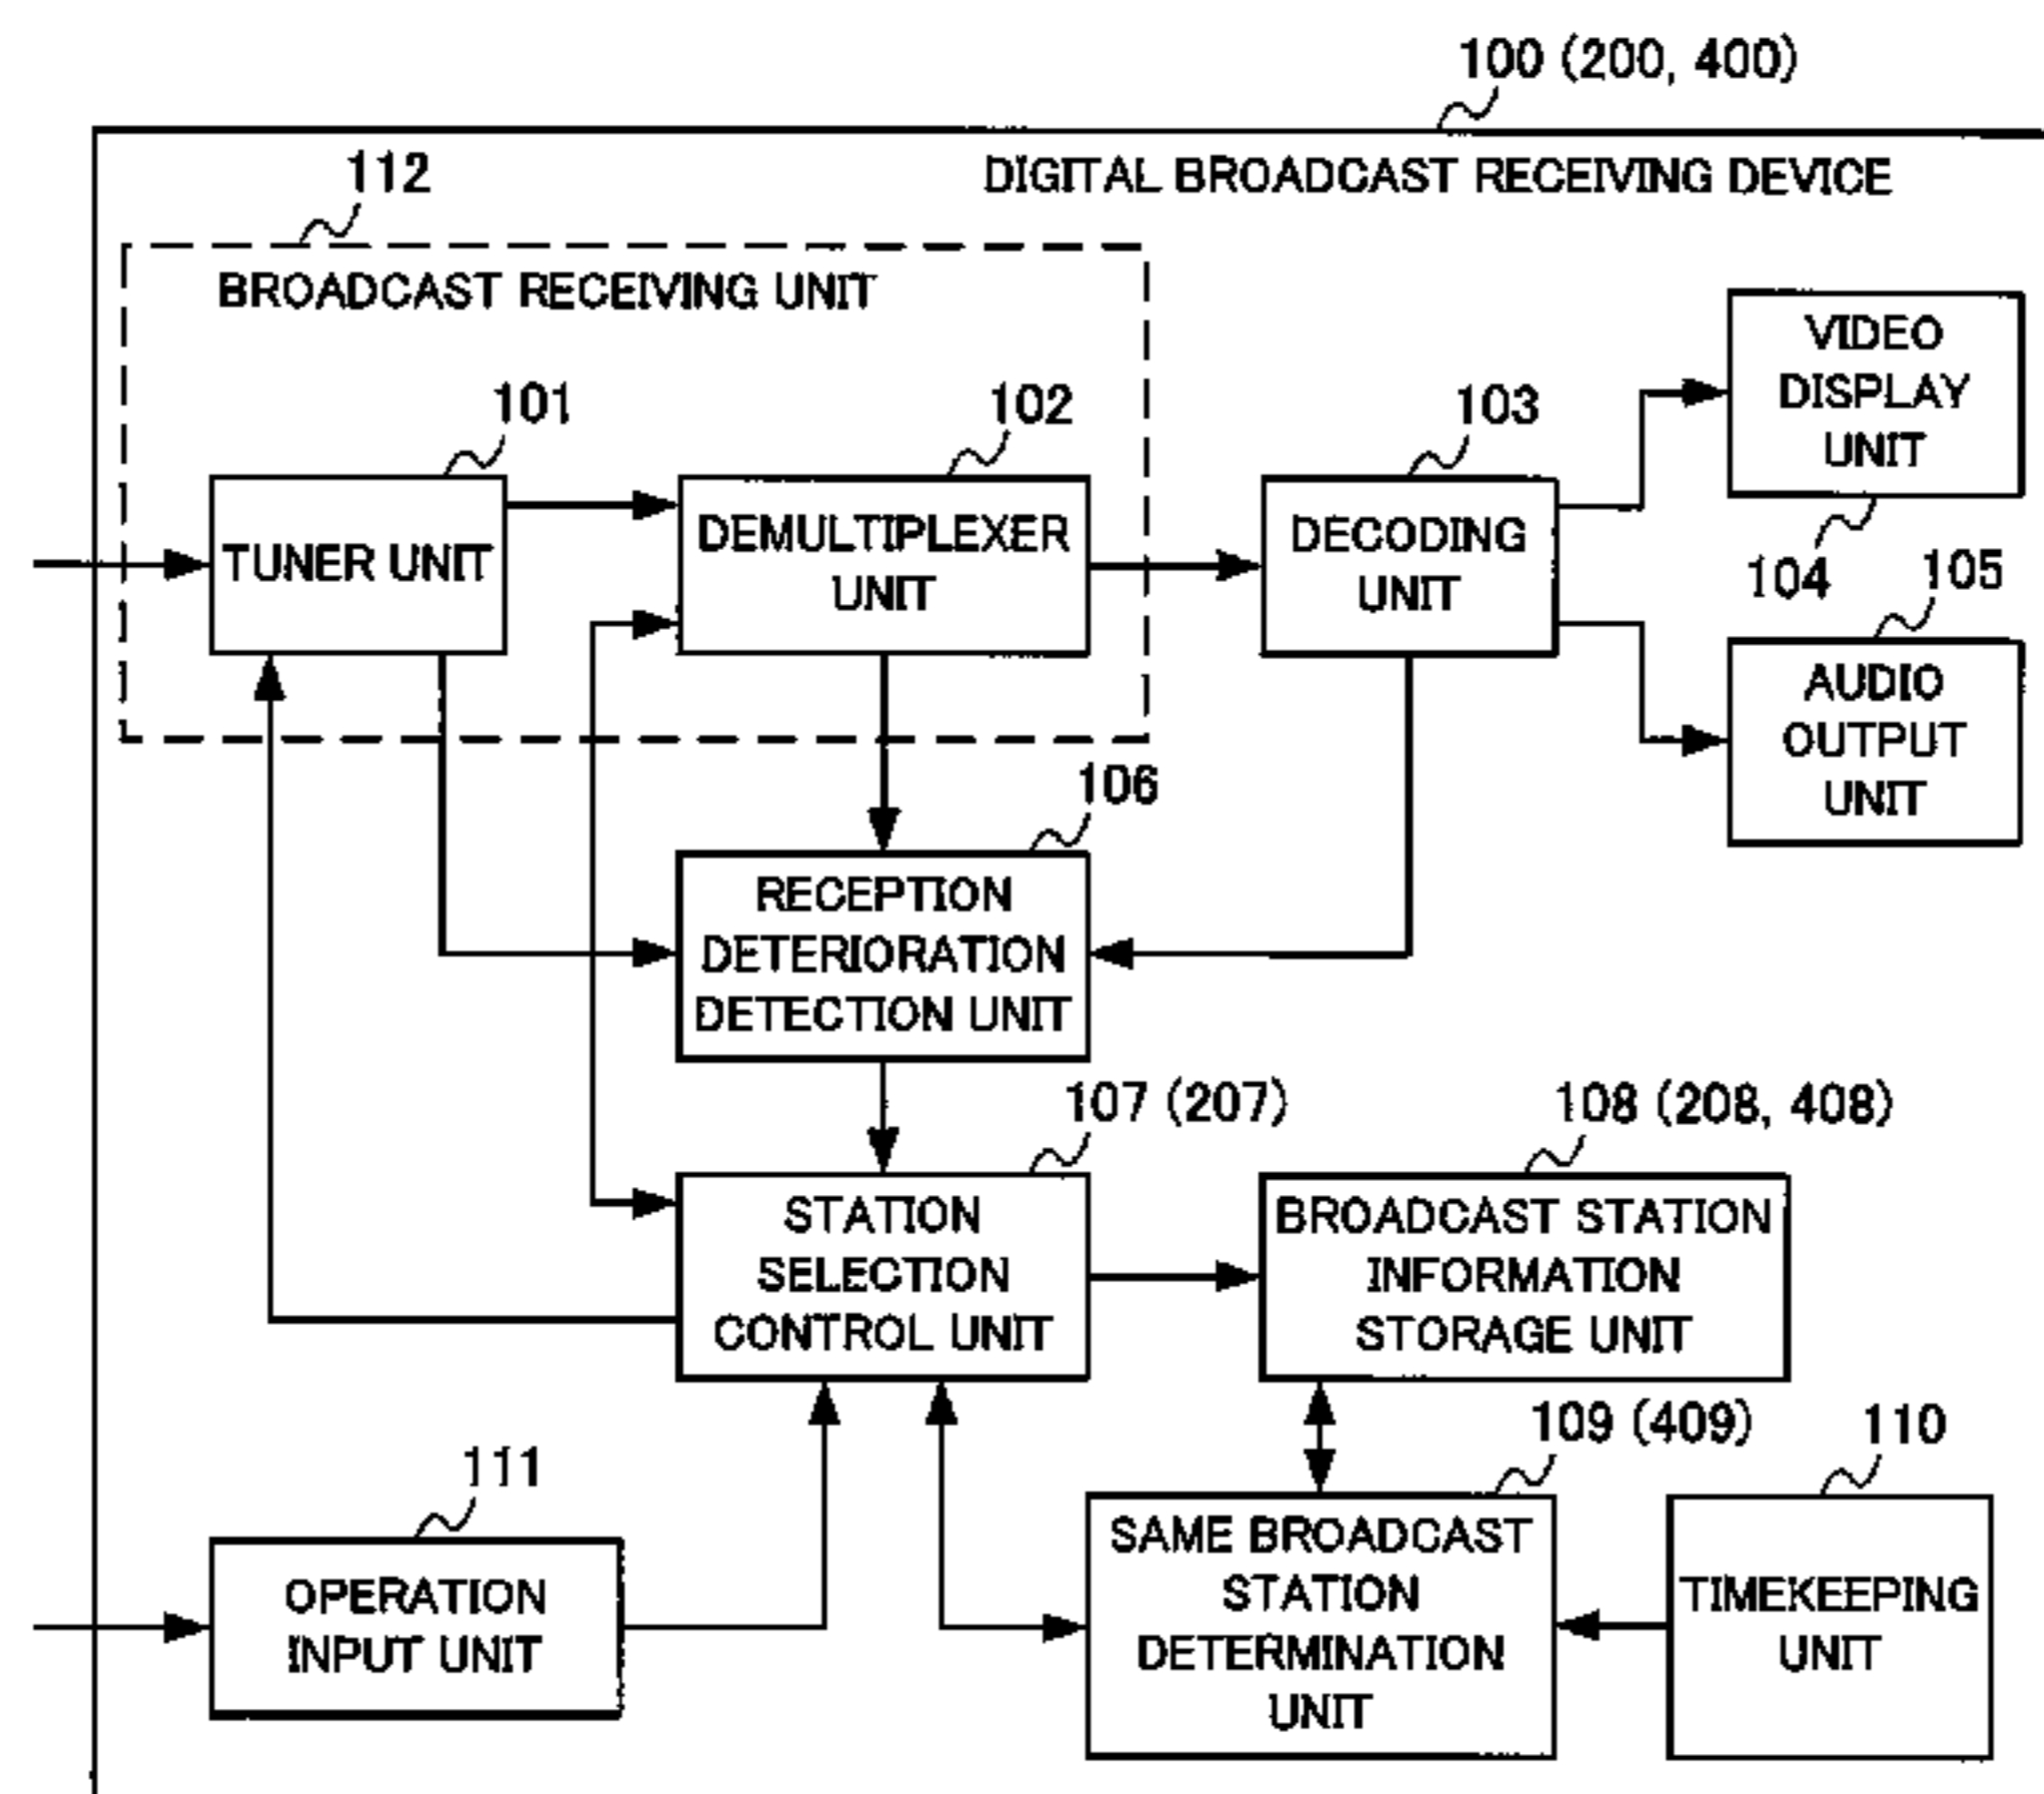 100 (200, 400)
DIGITAL BROADCAST RECEIVING DEVICE
112
BROADCAST RECEIVING UNIT
101
TUNER UNIT
102
DEMULTIPLEXER
UNIT
103
DECODING
UNIT
VIDEO
DISPLAY
UNIT
104
105
AUDIO
OUTPUT
UNIT
106
RECEPTION
DETERIORATION
DETECTION UNIT
107 (207)
STATION
SELECTION
CONTROL UNIT
108 (208, 408)
BROADCAST STATION
INFORMATION
STORAGE UNIT
111
OPERATION
INPUT UNIT
109 (409)
SAME BROADCAST
STATION
DETERMINATION
UNIT
110
TIMEKEEPING
UNIT